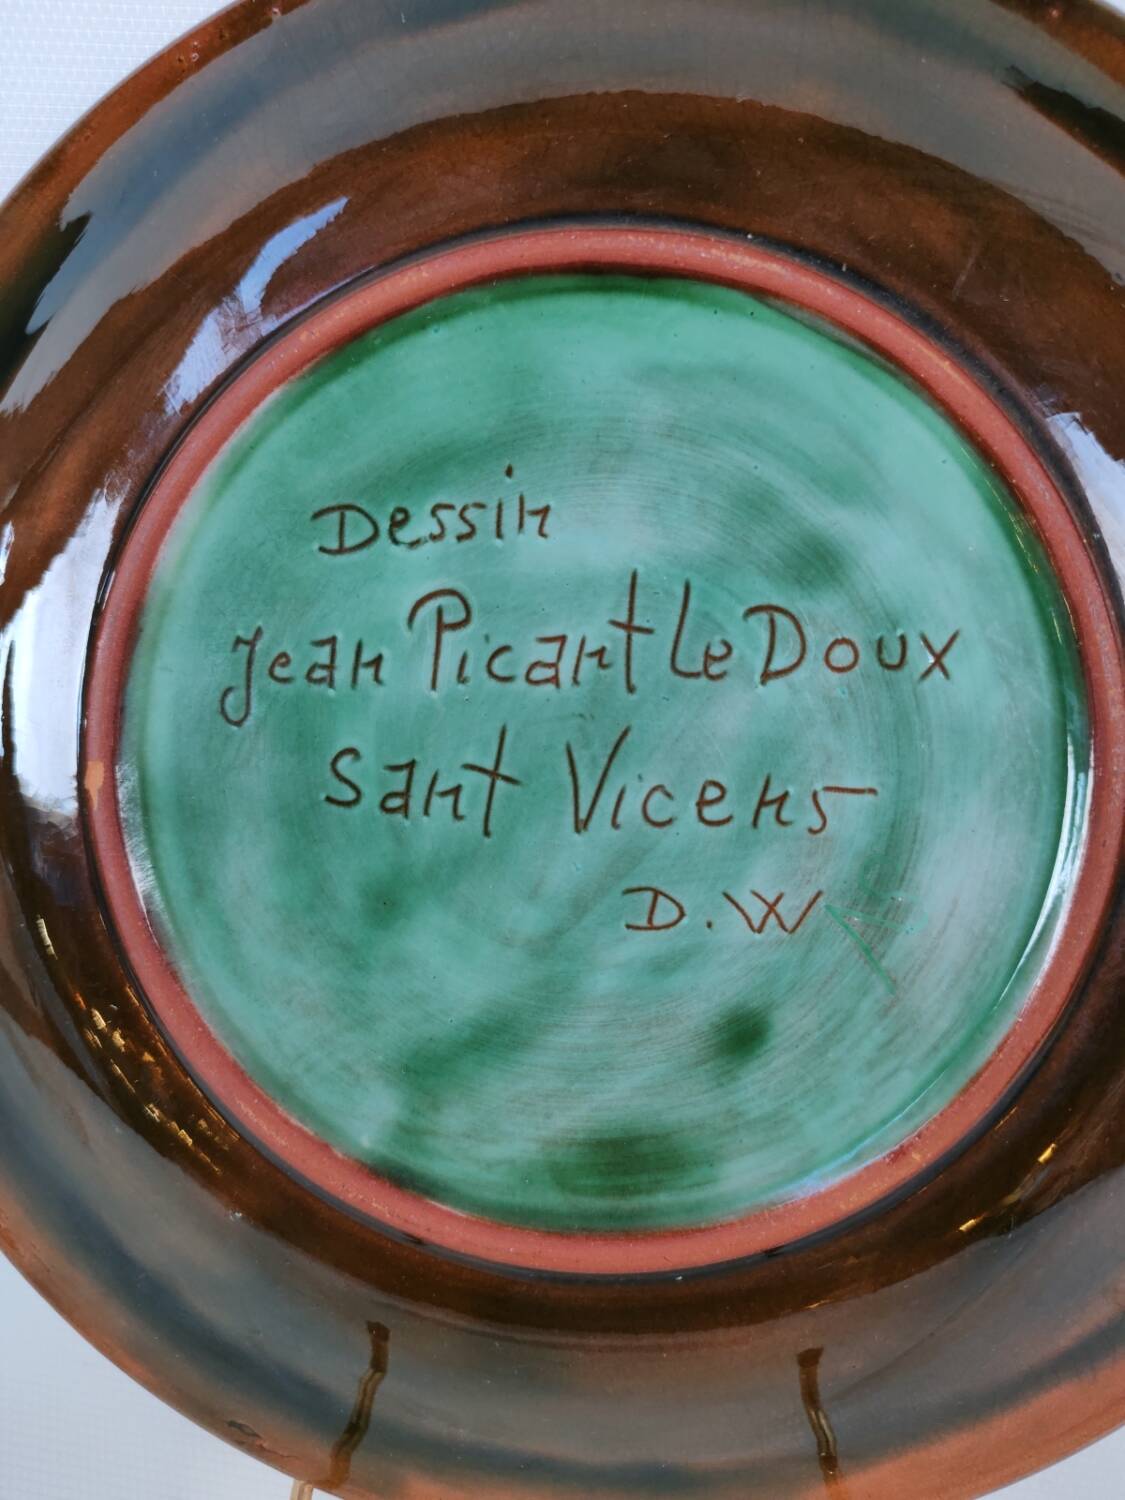 Dessin
Jean Picart Le Doux
Sant Vicens
D.W